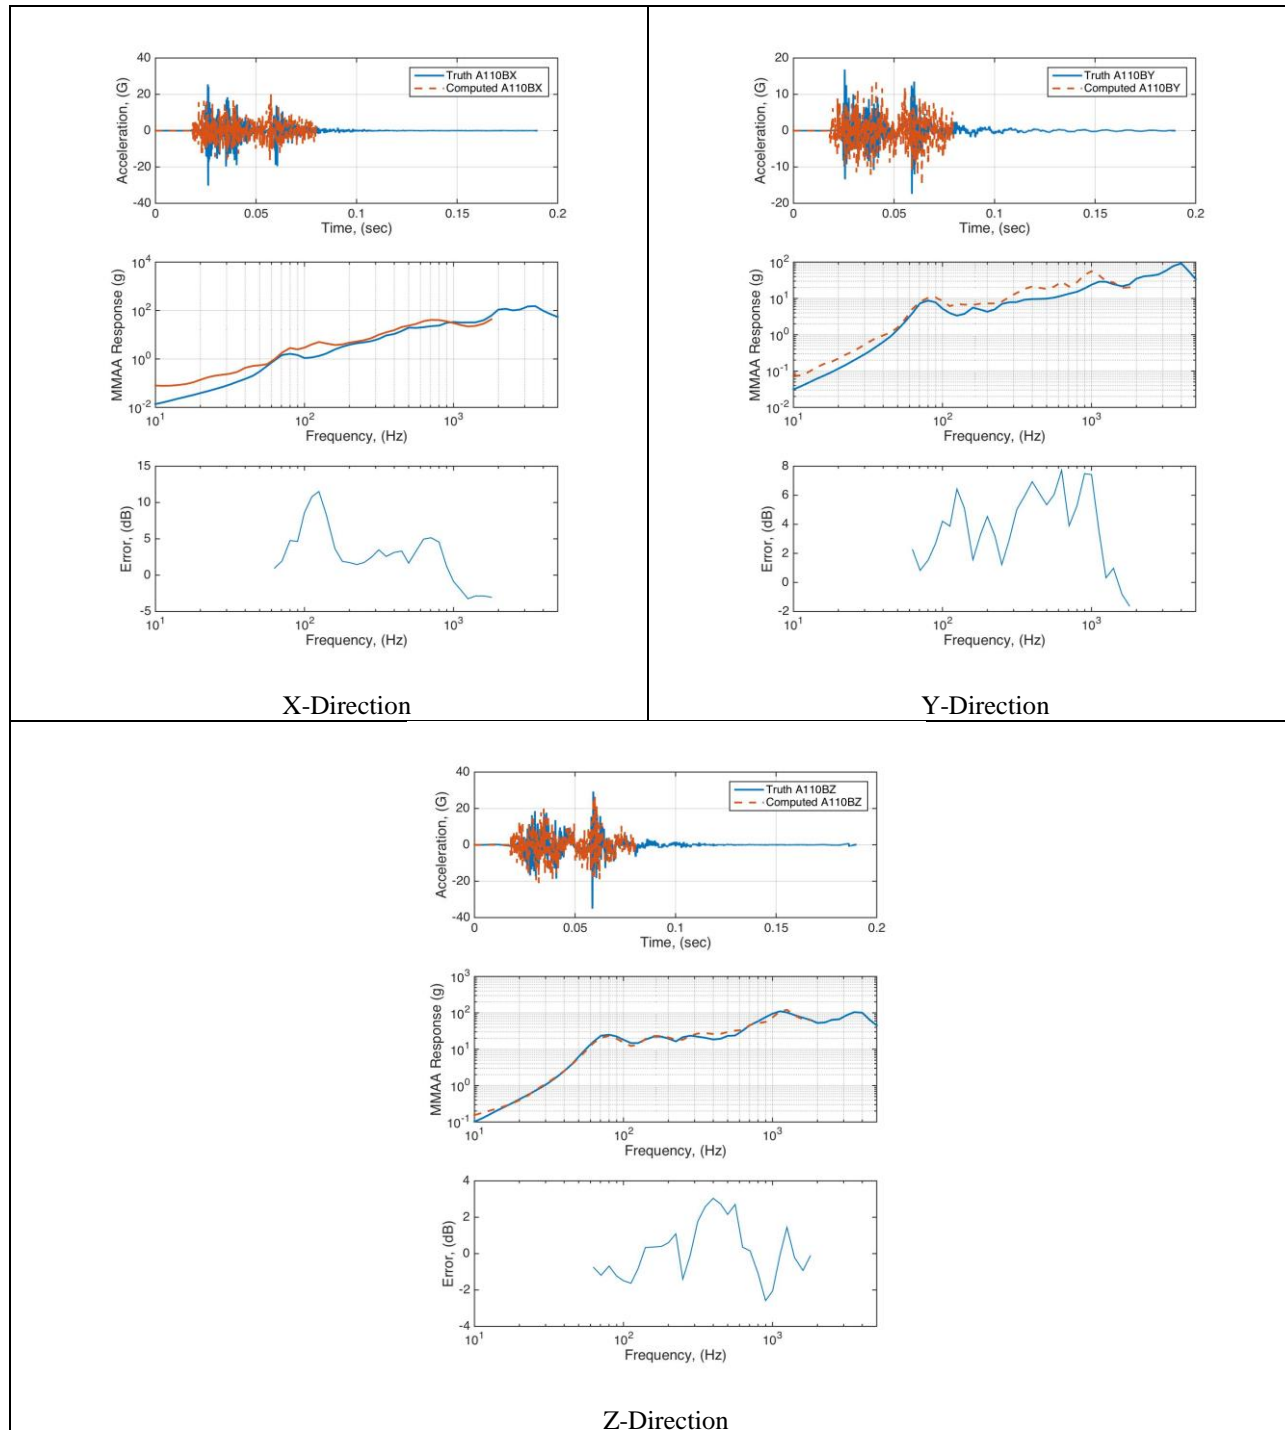 40
20
0
-20
-40
Acceleration, (G)
Truth A110BX
Computed A110BX
0 0.05 0.1 0.15 0.2
Time, (sec)
10^4
10^2
10^0
10^-2
MMAA Response (g)
10^1 10^2 10^3
Frequency, (Hz)
15
10
5
0
-5
Error, (dB)
10^1 10^2 10^3
Frequency, (Hz)
X-Direction
20
10
0
-10
-20
Acceleration, (G)
Truth A110BY
Computed A110BY
0 0.05 0.1 0.15 0.2
Time, (sec)
10^2
10^1
10^0
10^-1
10^-2
MMAA Response (g)
10^1 10^2 10^3
Frequency, (Hz)
8
6
4
2
0
-2
Error, (dB)
10^1 10^2 10^3
Frequency, (Hz)
Y-Direction
40
20
0
-20
-40
Acceleration, (G)
Truth A110BZ
Computed A110BZ
0 0.05 0.1 0.15 0.2
Time, (sec)
10^3
10^2
10^1
10^0
10^-1
MMAA Response (g)
10^1 10^2 10^3
Frequency, (Hz)
4
2
0
-2
-4
Error, (dB)
10^1 10^2 10^3
Frequency, (Hz)
Z-Direction